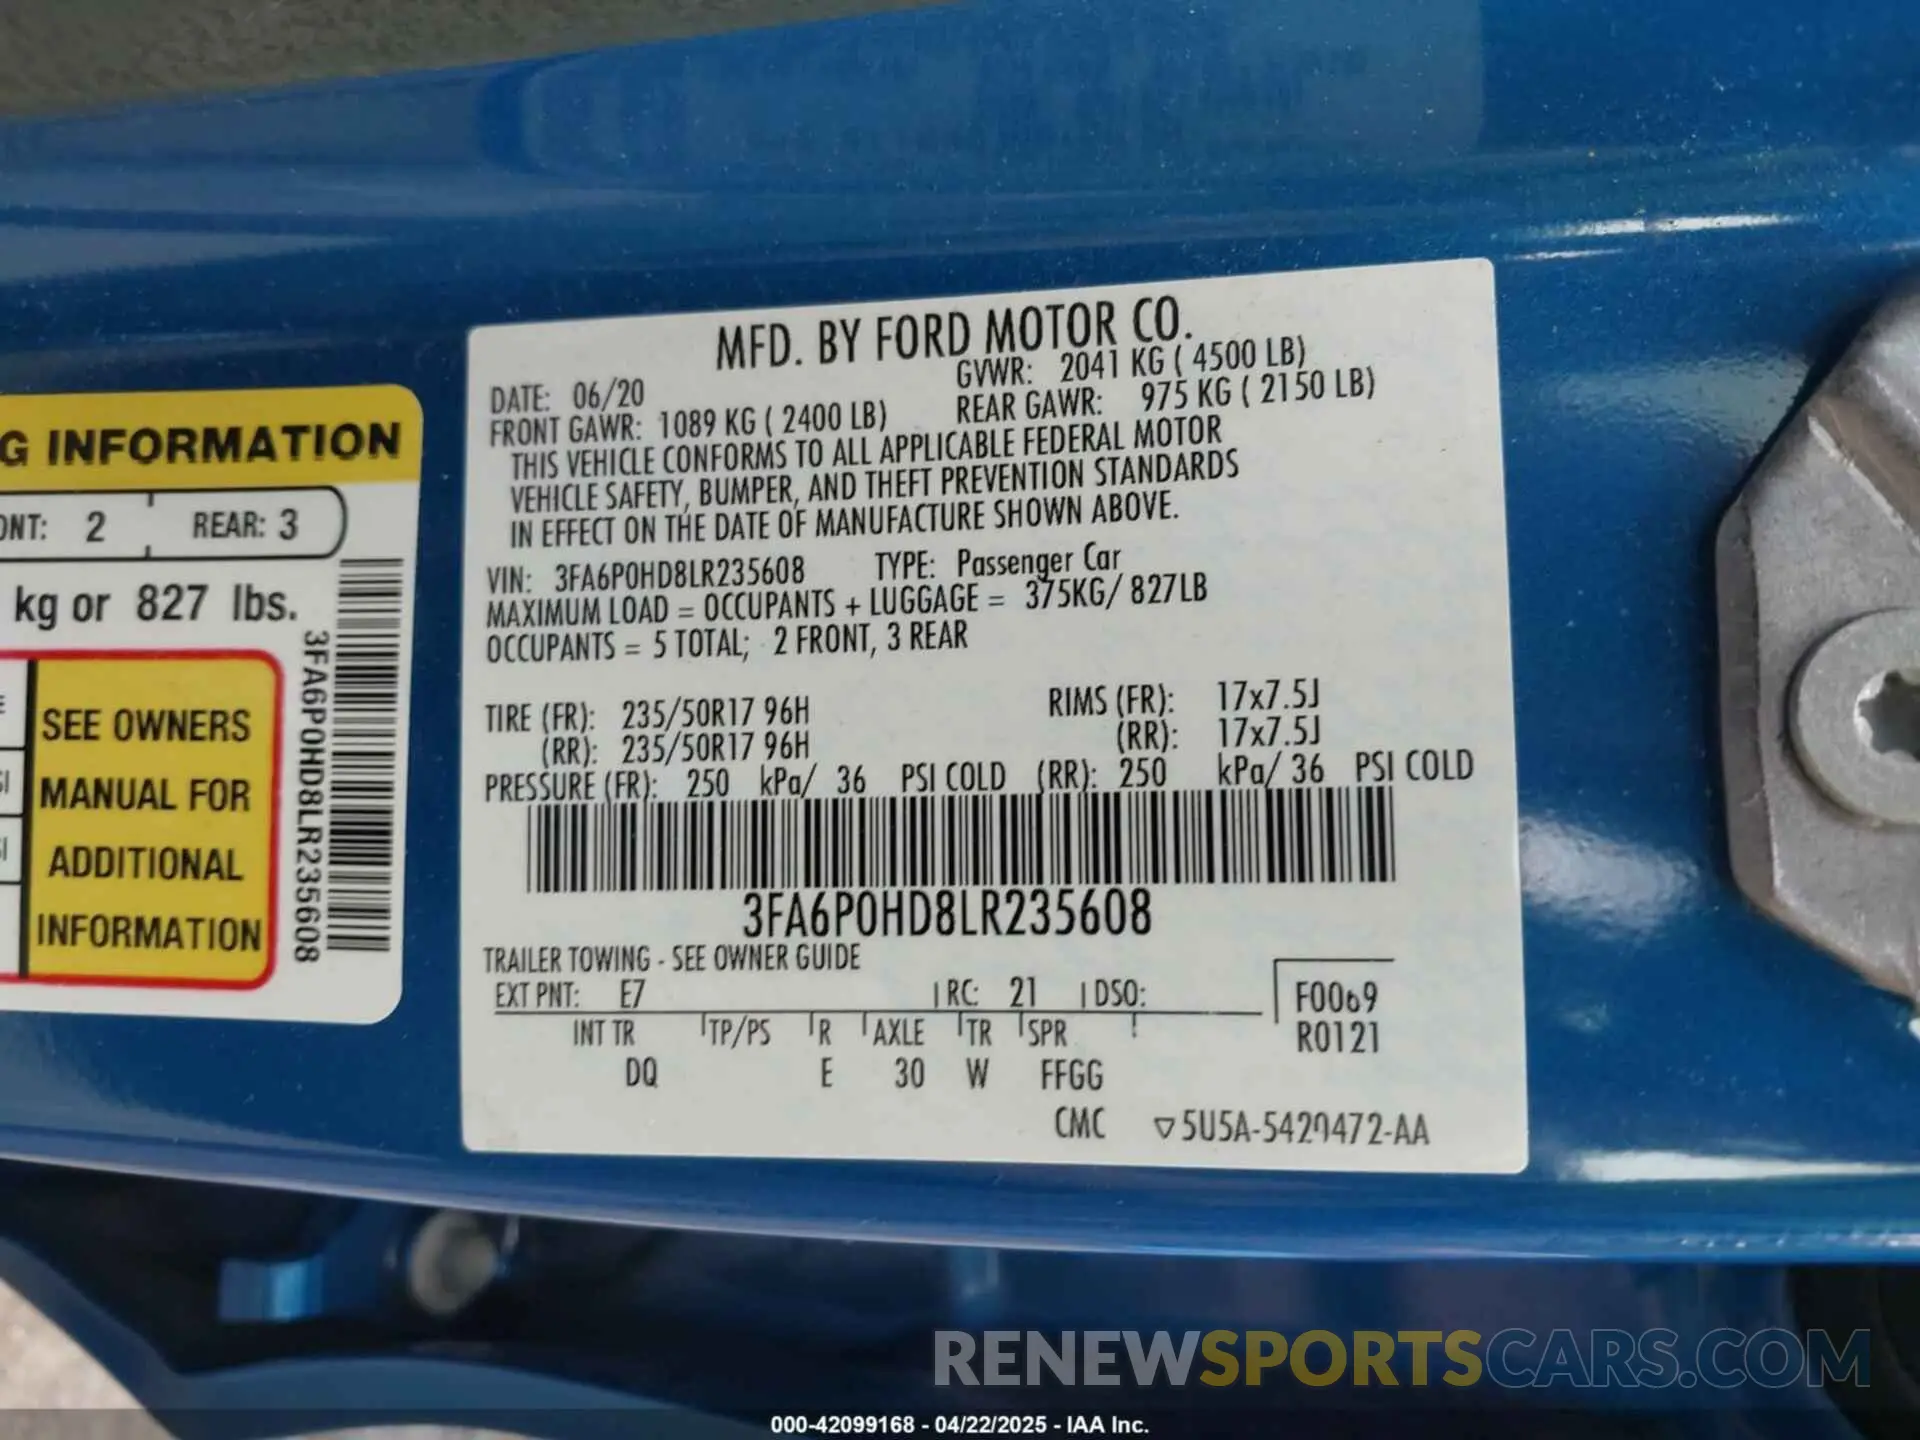 G INFORMATION
ONT: 2 REAR: 3
kg or 827 lbs.
SEE OWNERS
MANUAL FOR
ADDITIONAL
INFORMATION
3FA6P0HD8LR235608
MFD. BY FORD MOTOR CO.
DATE: 06/20 GVWR: 2041 KG ( 4500 LB)
FRONT GAWR: 1089 KG ( 2400 LB) REAR GAWR: 975 KG ( 2150 LB)
THIS VEHICLE CONFORMS TO ALL APPLICABLE FEDERAL MOTOR
VEHICLE SAFETY, BUMPER, AND THEFT PREVENTION STANDARDS
IN EFFECT ON THE DATE OF MANUFACTURE SHOWN ABOVE.
VIN: 3FA6P0HD8LR235608 TYPE: Passenger Car
MAXIMUM LOAD = OCCUPANTS + LUGGAGE = 375KG/ 827LB
OCCUPANTS = 5 TOTAL; 2 FRONT, 3 REAR
TIRE (FR): 235/50R17 96H RIMS (FR): 17x7.5J
(RR): 235/50R17 96H (RR): 17x7.5J
PRESSURE (FR): 250 kPa/ 36 PSI COLD (RR): 250 kPa/ 36 PSI COLD
3FA6P0HD8LR235608
TRAILER TOWING - SEE OWNER GUIDE
EXT PNT: E7 RC: 21 DSO: F0069
INT TR TP/PS R AXLE TR SPR R0121
DQ E 30 W FFGG
CMC ▽5U5A-5420472-AA
RENEWSPORTSCARS.COM
000-42099168 - 04/22/2025 - IAA Inc.